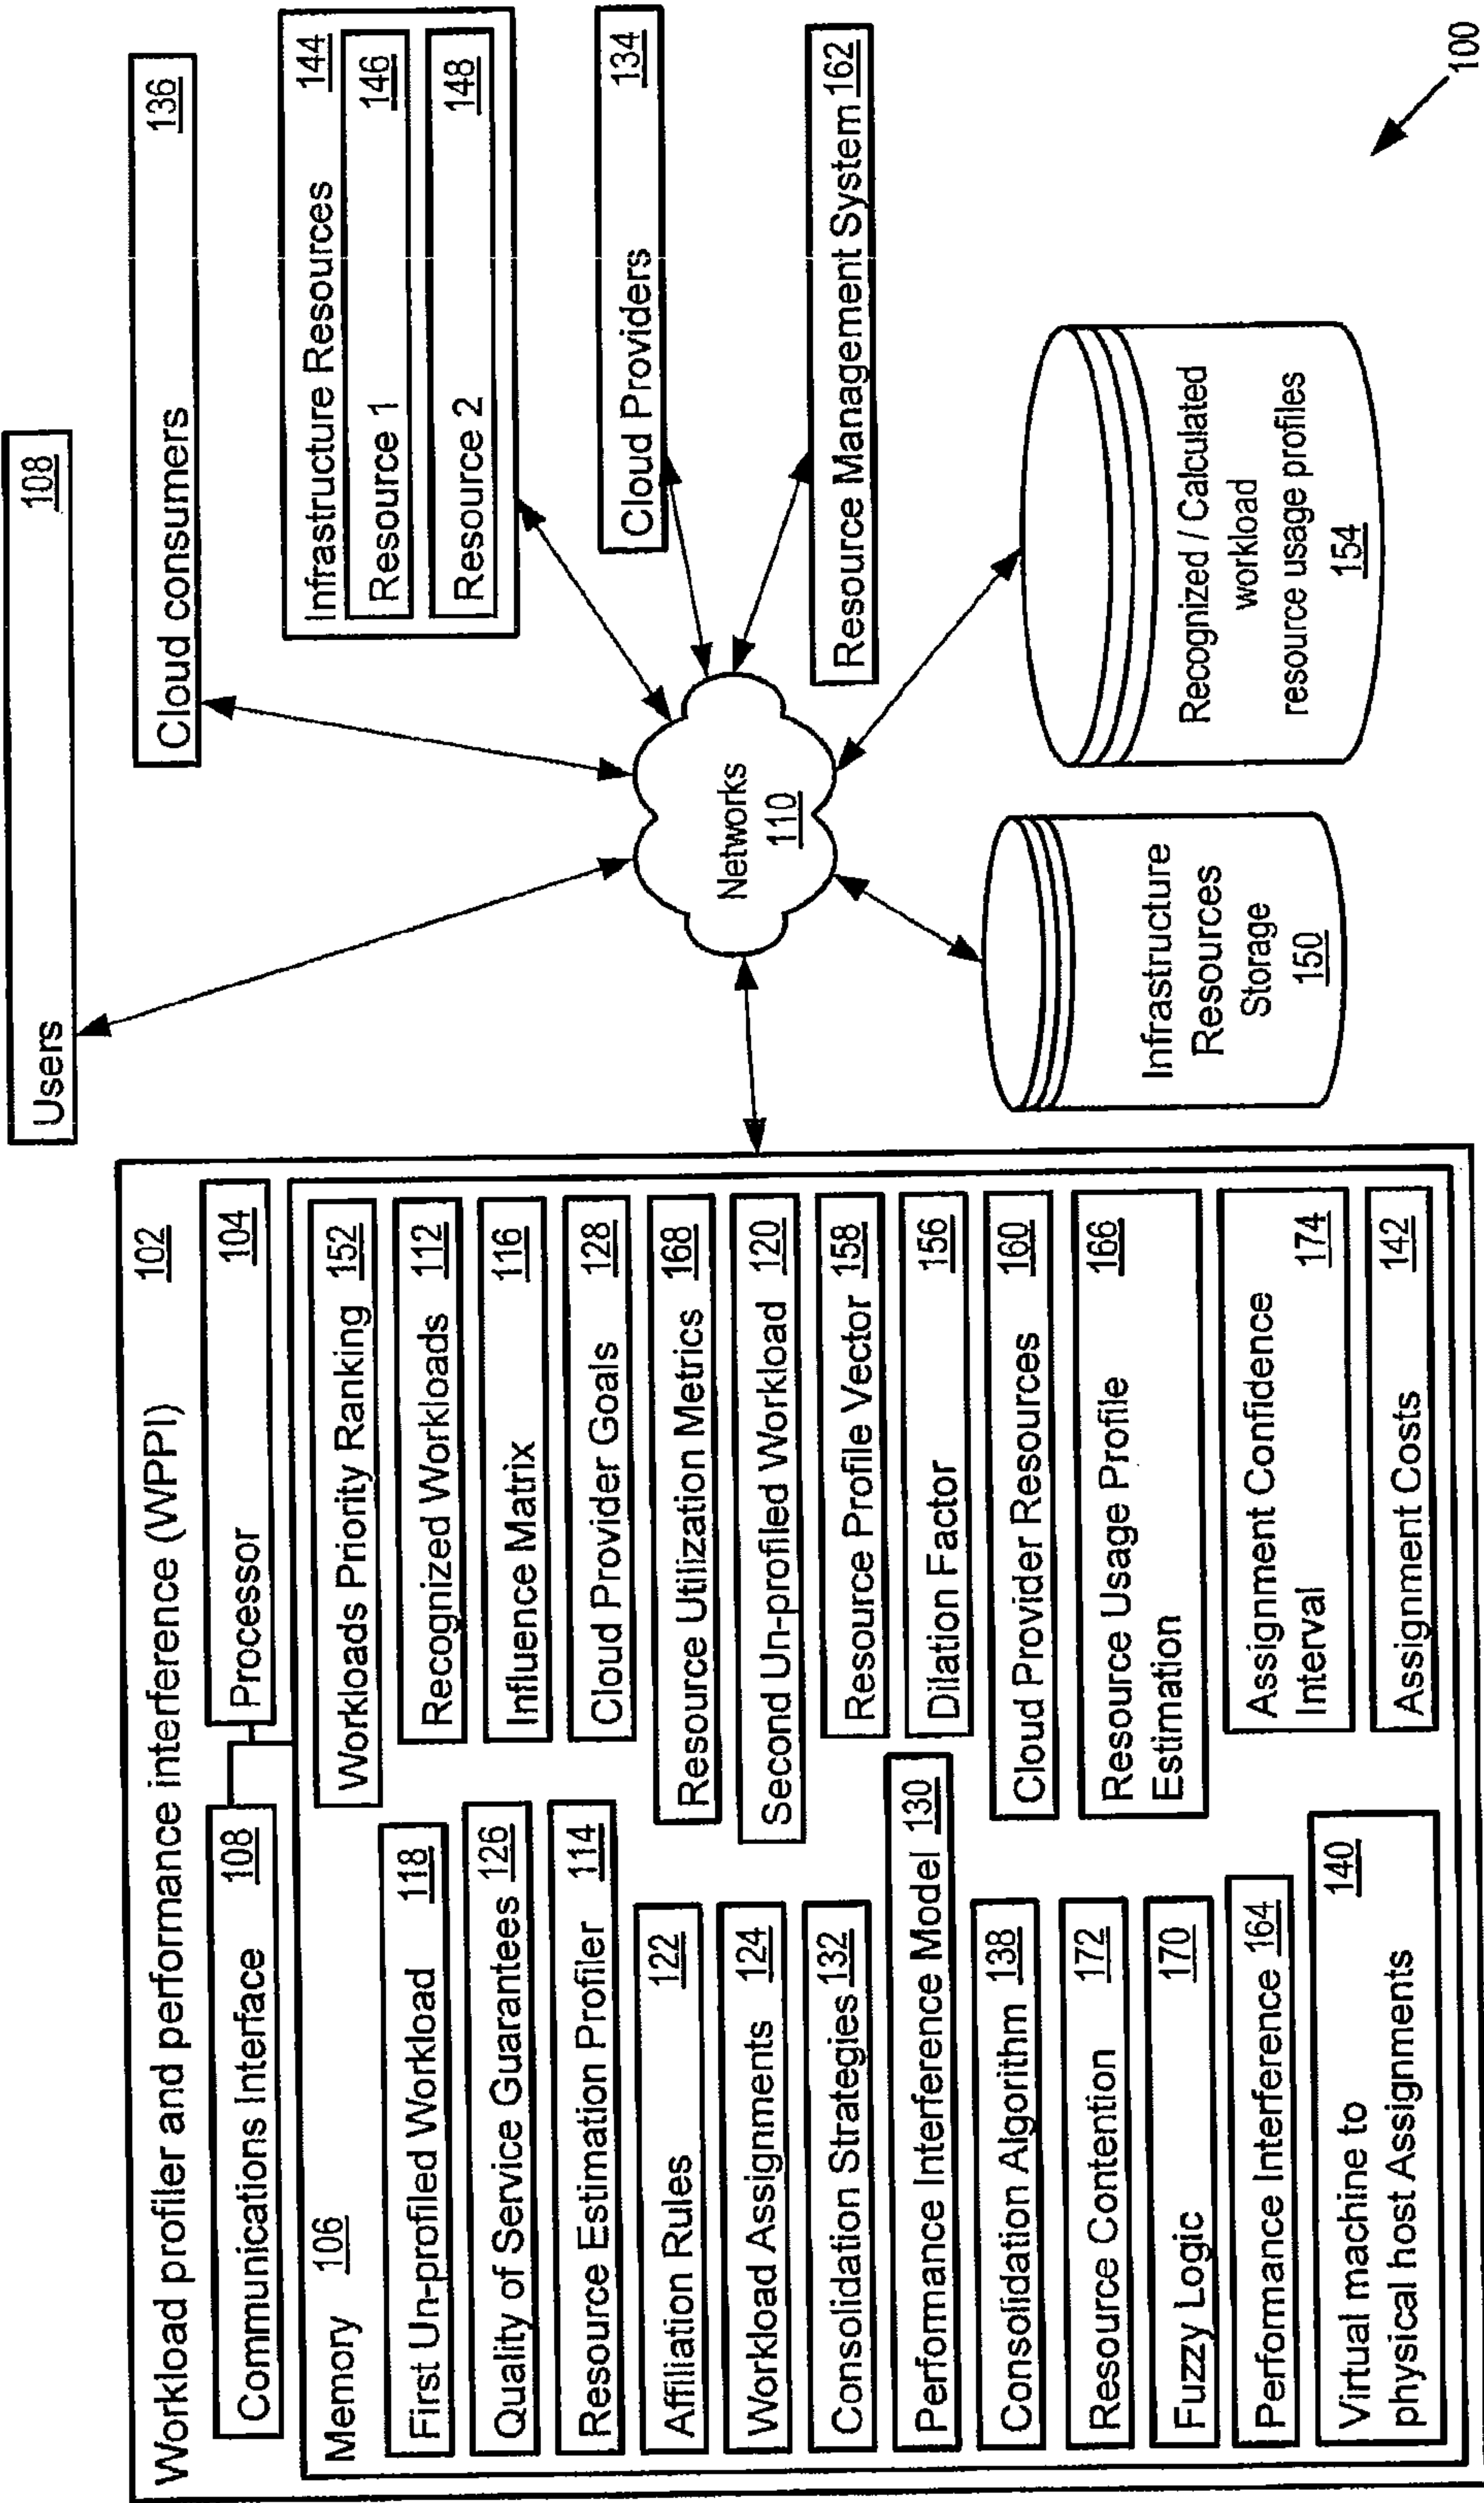 Workload profiler and performance interference (WPPI) 102
Communications Interface 108
Processor 104
Memory 106
First Un-profiled Workload 118
Quality of Service Guarantees 126
Resource Estimation Profiler 114
Affiliation Rules 122
Workload Assignments 124
Consolidation Strategies 132
Performance Interference Model 130
Consolidation Algorithm 138
Resource Contention 172
Fuzzy Logic 170
Performance Interference 164
Virtual machine to 140
physical host Assignments
Workloads Priority Ranking 152
Recognized Workloads 112
Influence Matrix 116
Cloud Provider Goals 128
Resource Utilization Metrics 168
Second Un-profiled Workload 120
Resource Profile Vector 158
Dilation Factor 156
Cloud Provider Resources 160
Resource Usage Profile 166
Estimation
Assignment Confidence
Interval 174
Assignment Costs 142
Users 108
Cloud consumers 136
Infrastructure Resources 144
Resource 1 146
Resource 2 148
Cloud Providers 134
Resource Management System 162
Networks
110
Infrastructure
Resources
Storage
150
Recognized / Calculated
workload
resource usage profiles
154
100